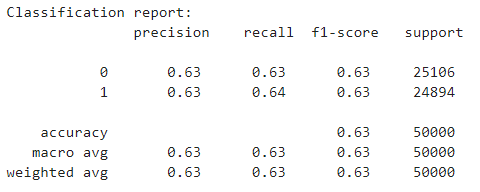 Classification report:
precision recall f1-score support
0 0.63 0.63 0.63 25106
1 0.63 0.64 0.63 24894
accuracy 0.63 50000
macro avg 0.63 0.63 0.63 50000
weighted avg 0.63 0.63 0.63 50000